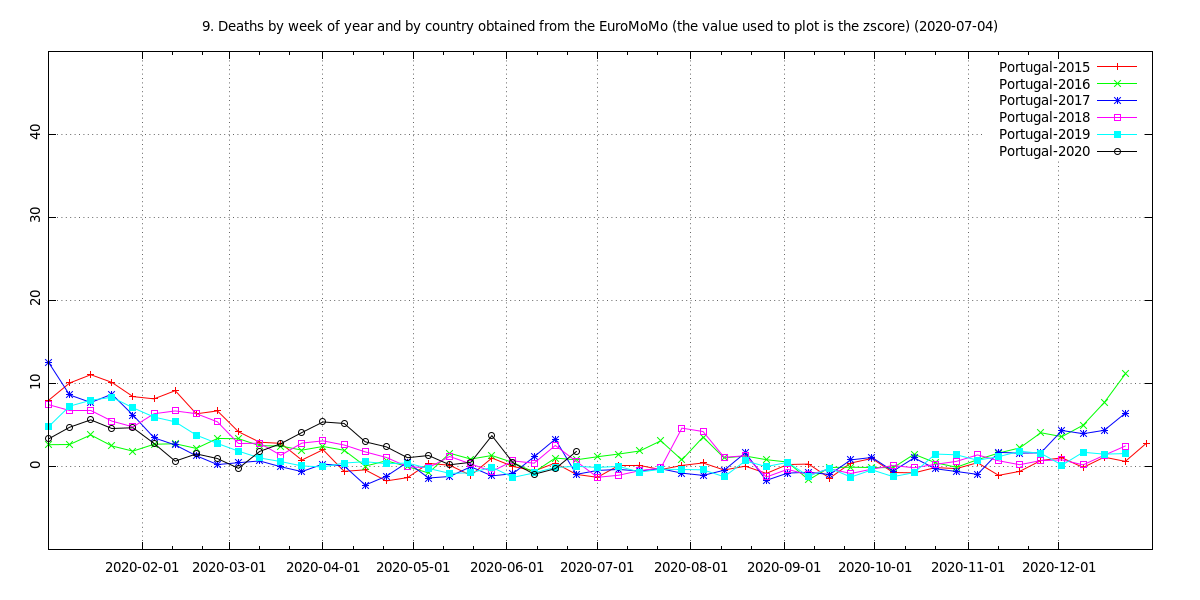 9. Deaths by week of year and by country obtained from the EuroMoMo (the value used to plot is the zscore) (2020-07-04)
Portugal-2015
Portugal-2016
Portugal-2017
Portugal-2018
Portugal-2019
Portugal-2020
40
30
20
10
0
2020-02-01 2020-03-01 2020-04-01 2020-05-01 2020-06-01 2020-07-01 2020-08-01 2020-09-01 2020-10-01 2020-11-01 2020-12-01